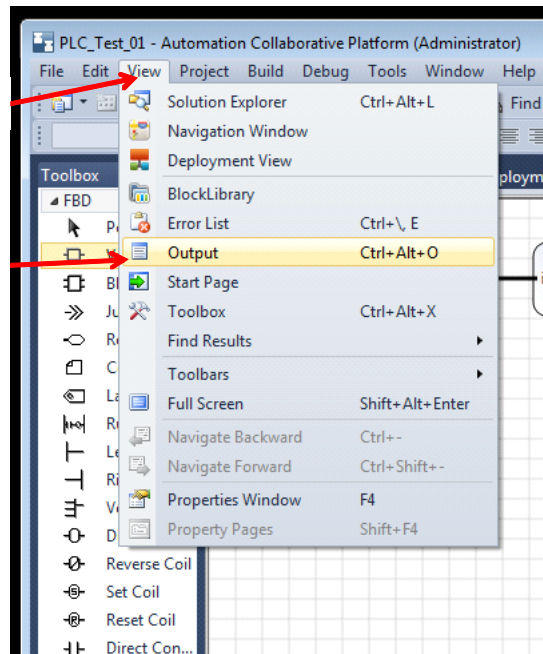 PLC_Test_01 - Automation Collaborative Platform (Administrator)
File Edit View Project Build Debug Tools Window Help
Find
Toolbox
FBD
Solution Explorer Ctrl+Alt+L
Navigation Window
Deployment View
BlockLibrary
Error List Ctrl+\, E
Output Ctrl+Alt+O
Start Page
Toolbox Ctrl+Alt+X
Find Results
Toolbars
Full Screen Shift+Alt+Enter
Navigate Backward Ctrl+-
Navigate Forward Ctrl+Shift+-
Properties Window F4
Property Pages Shift+F4
Reverse Coil
Set Coil
Reset Coil
Direct Con...